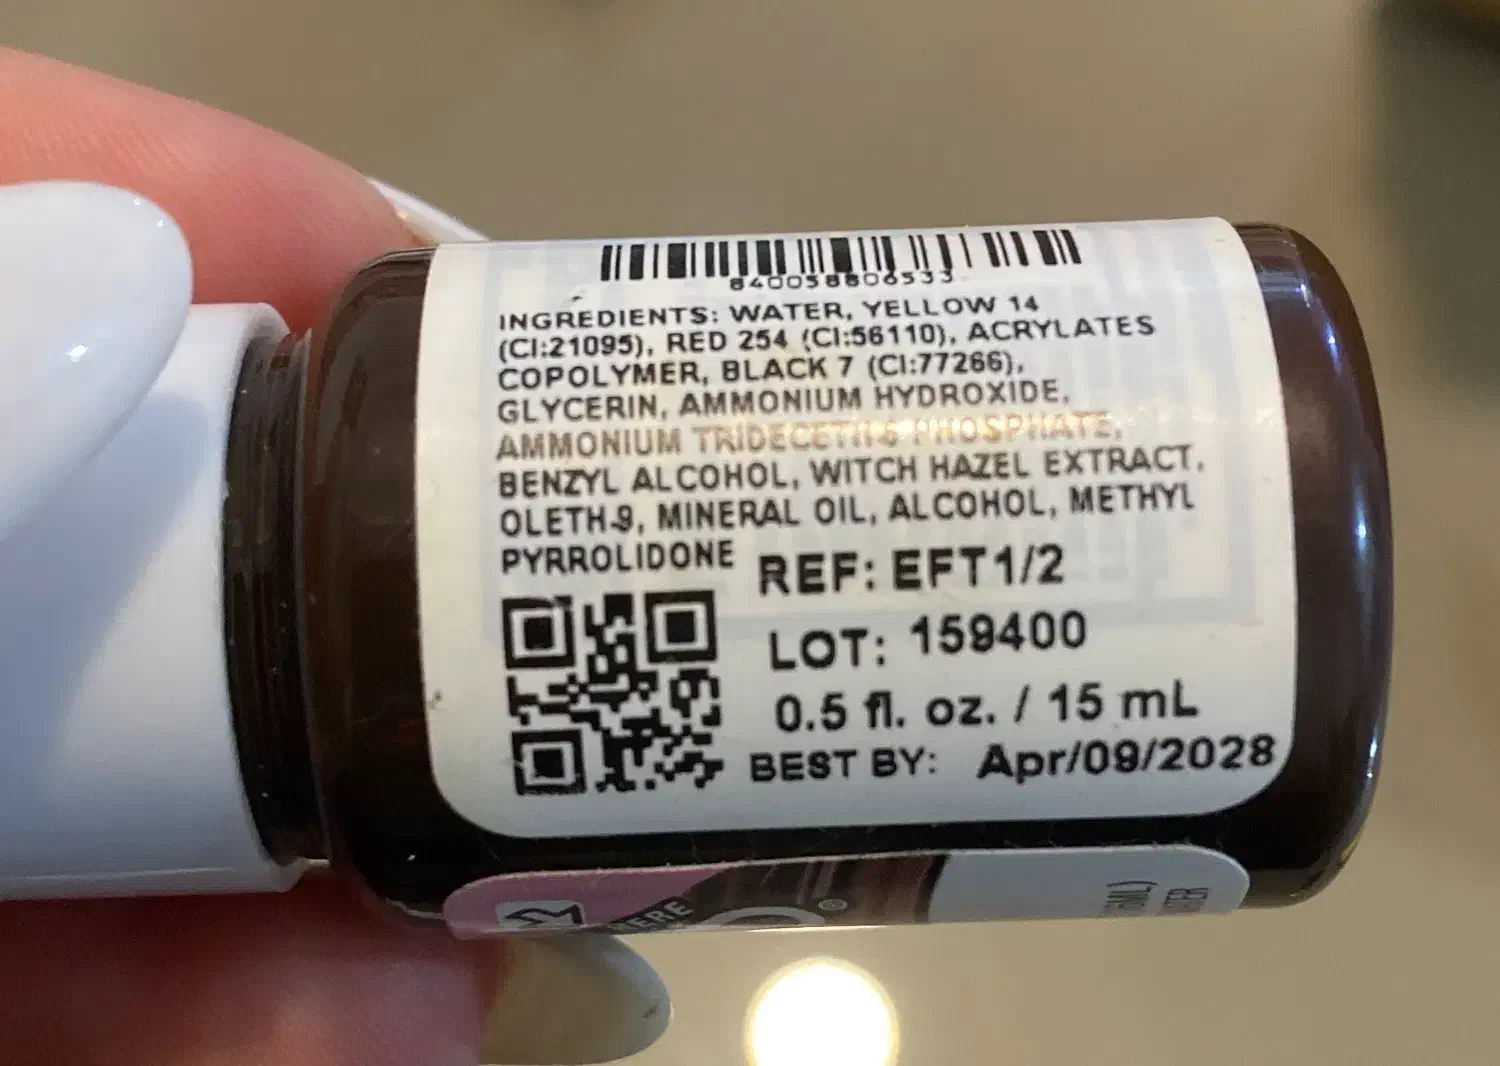 840058806533
INGREDIENTS: WATER, YELLOW 14
(CI:21095), RED 254 (CI:56110), ACRYLATES
COPOLYMER, BLACK 7 (CI:77266),
GLYCERIN, AMMONIUM HYDROXIDE,
AMMONIUM TRIDECETH-6 PHOSPHATE,
BENZYL ALCOHOL, WITCH HAZEL EXTRACT,
OLETH-9, MINERAL OIL, ALCOHOL, METHYL
PYRROLIDONE
REF: EFT1/2
LOT: 159400
0.5 fl. oz. / 15 mL
BEST BY: Apr/09/2028